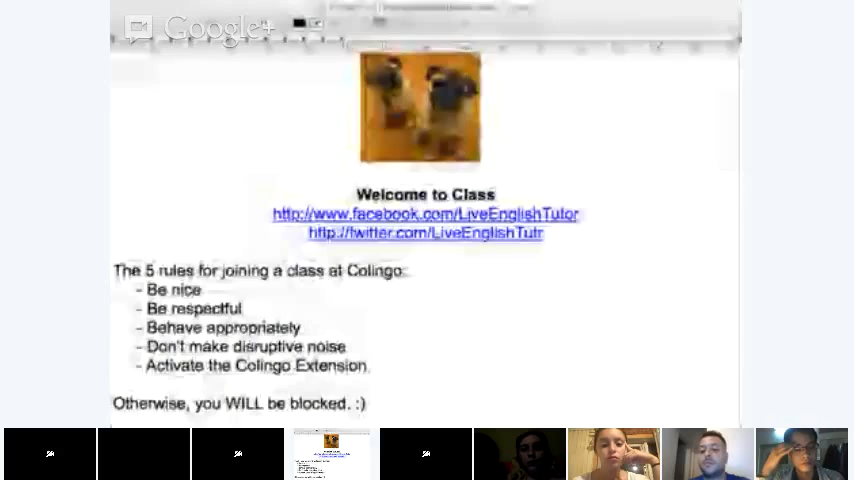 Google+
Welcome to Class
http://www.facebook.com/LiveEnglishTutor
http://twitter.com/LiveEnglishTutr
The 5 rules for joining a class at Colingo:
- Be nice
- Be respectful
- Behave appropriately
- Don't make disruptive noise
- Activate the Colingo Extension
Otherwise, you WILL be blocked. :)